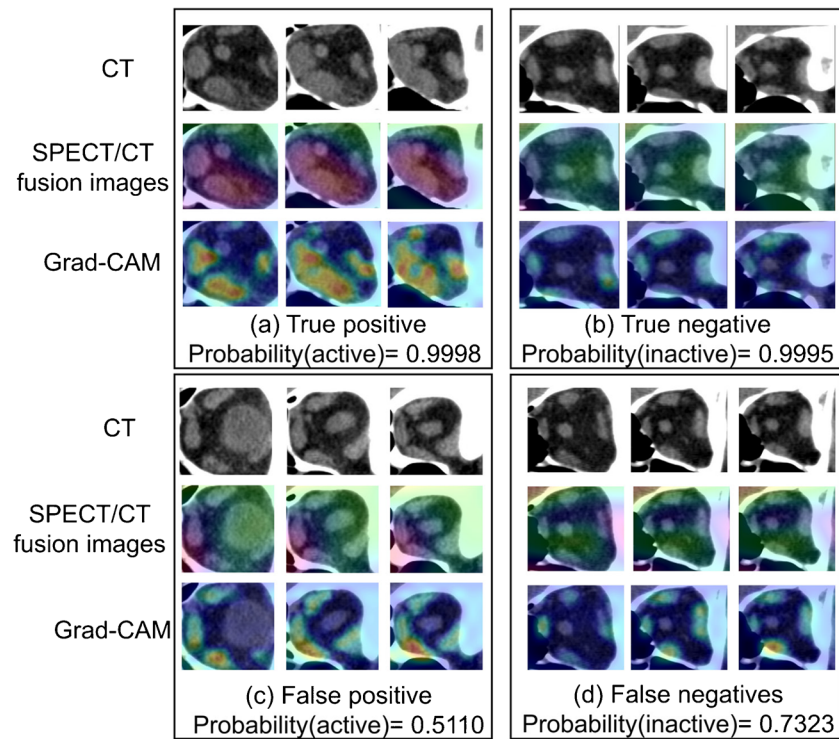 CT
SPECT/CT
fusion images
Grad-CAM
(a) True positive
Probability(active)= 0.9998
(b) True negative
Probability(inactive)= 0.9995
CT
SPECT/CT
fusion images
Grad-CAM
(c) False positive
Probability(active)= 0.5110
(d) False negatives
Probability(inactive)= 0.7323